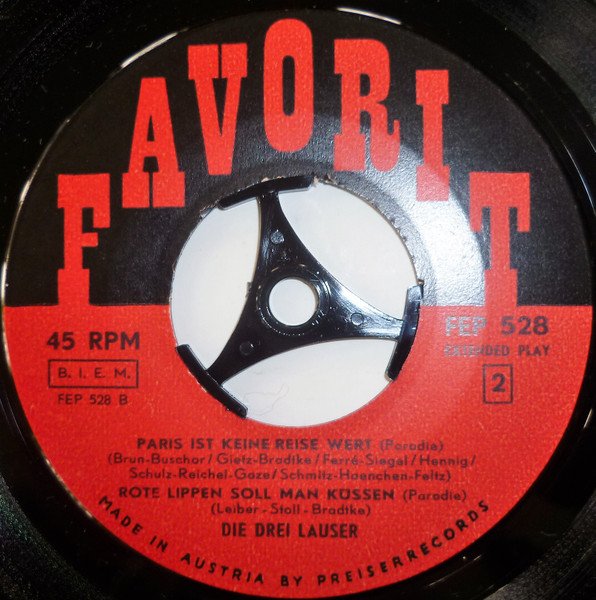 FAVORIT
45 RPM
FEP 528
EXTENDED PLAY
B. I. E. M.
2
FEP 528 B
PARIS IST KEINE REISE WERT (Parodie)
(Brun-Buschor/Gietz-Bradtke/Ferré-Siegel/Hennig/
Schulz-Reichel-Gaze/Schmitz-Haenchen-Feltz)
ROTE LIPPEN SOLL MAN KÜSSEN (Parodie)
(Leiber - Stoll - Bradtke)
DIE DREI LAUSER
MADE IN AUSTRIA BY PREISERRECORDS